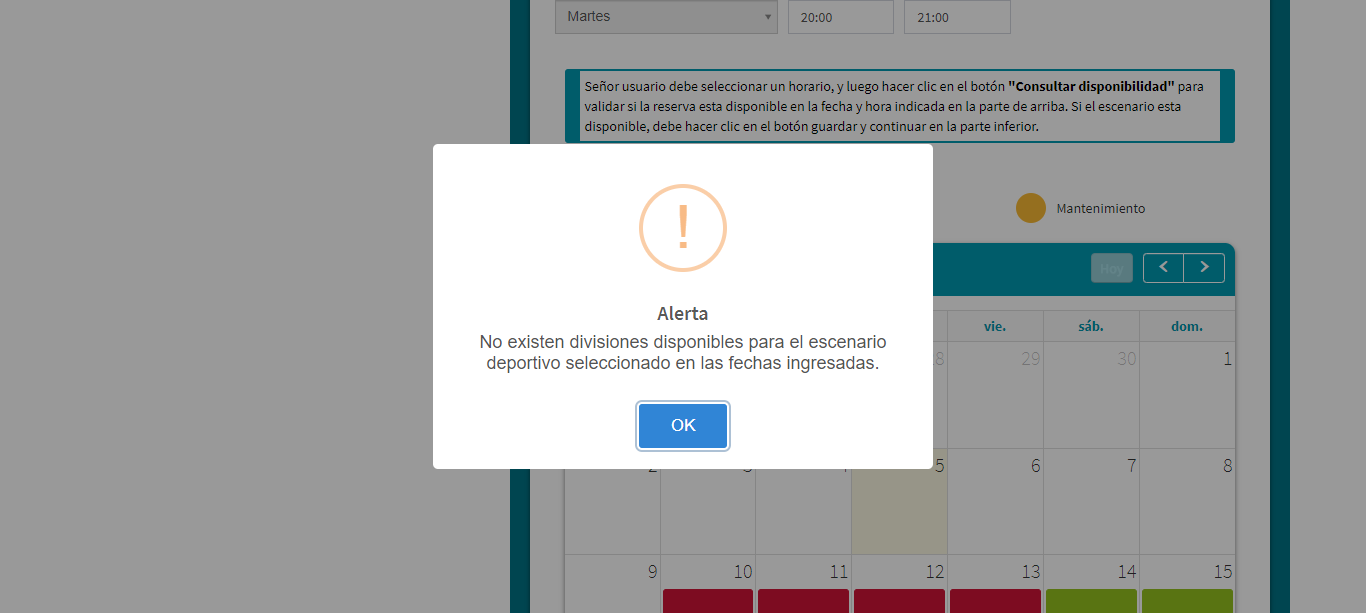 Martes 20:00 21:00
Señor usuario debe seleccionar un horario, y luego hacer clic en el botón "Consultar disponibilidad" para
validar si la reserva esta disponible en la fecha y hora indicada en la parte de arriba. Si el escenario esta
disponible, debe hacer clic en el botón guardar y continuar en la parte inferior.
!
Mantenimiento
Hoy < >
Alerta
No existen divisiones disponibles para el escenario
deportivo seleccionado en las fechas ingresadas.
OK
vie. sáb. dom.
29 30 1
5 6 7 8
9 10 11 12 13 14 15